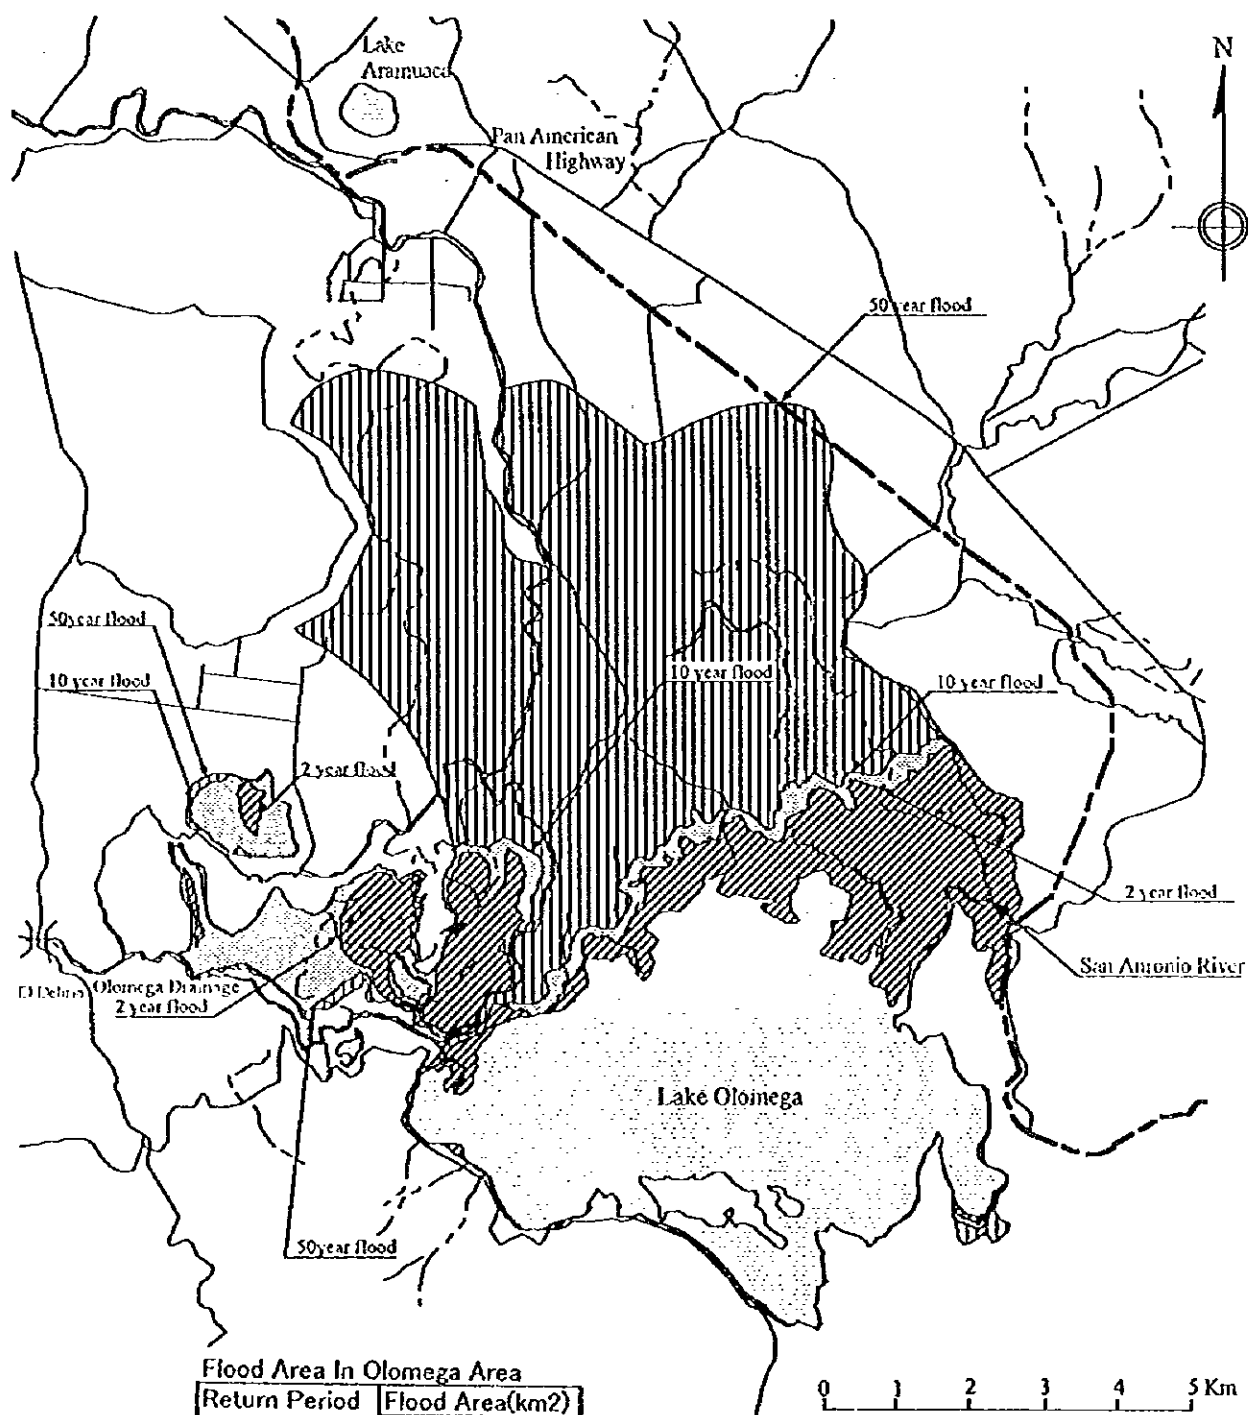 Lake
Aramuaca
N
Pan American
Highway
50 year flood
50year flood
10 year flood
10 year flood
10 year flood
2 year flood
2 year flood
San Antonio River
Olomega Drainage
2 year flood
Lake Olomega
50year flood
Flood Area In Olomega Area
Return Period Flood Area(km2)
0 1 2 3 4 5 Km